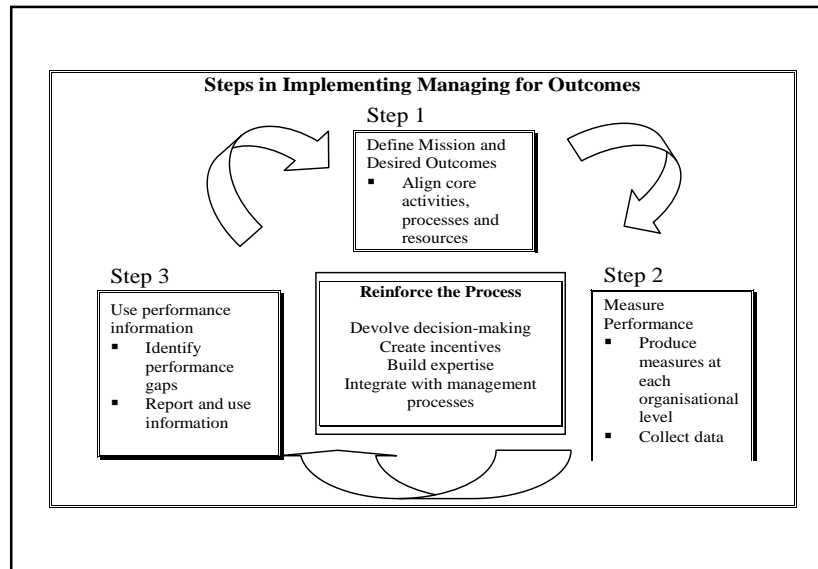 Steps in Implementing Managing for Outcomes
Step 1
Define Mission and
Desired Outcomes
▪ Align core
activities,
processes and
resources
Step 2
Measure
Performance
▪ Produce
measures at
each
organisational
level
▪ Collect data
Step 3
Use performance
information
▪ Identify
performance
gaps
▪ Report and use
information
Reinforce the Process
Devolve decision-making
Create incentives
Build expertise
Integrate with management
processes